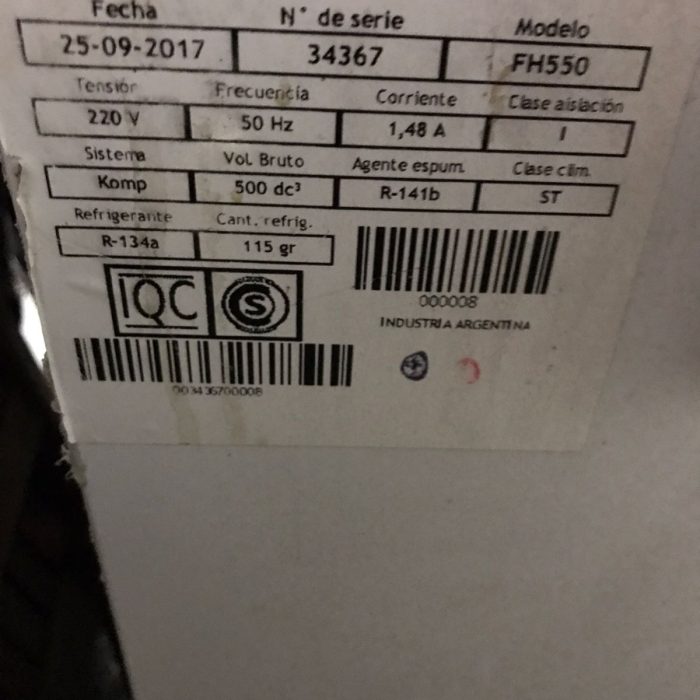 Fecha N° de serie Modelo
25-09-2017 34367 FH550
Tensión Frecuencía Corriente Clase aislación
220 V 50 Hz 1,48 A I
Sistema Vol. Bruto Agente espum. Clase clim.
Komp 500 dc³ R-141b ST
Refrigerante Cant. refrig.
R-134a 115 gr
IQC S
000008
INDUSTRIA ARGENTINA
003436700008